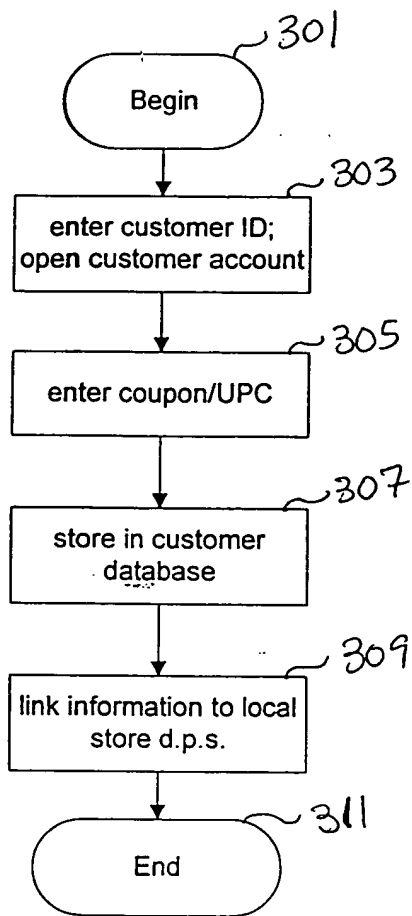 301
Begin
303
enter customer ID;
open customer account
305
enter coupon/UPC
307
store in customer
database
309
link information to local
store d.p.s.
311
End